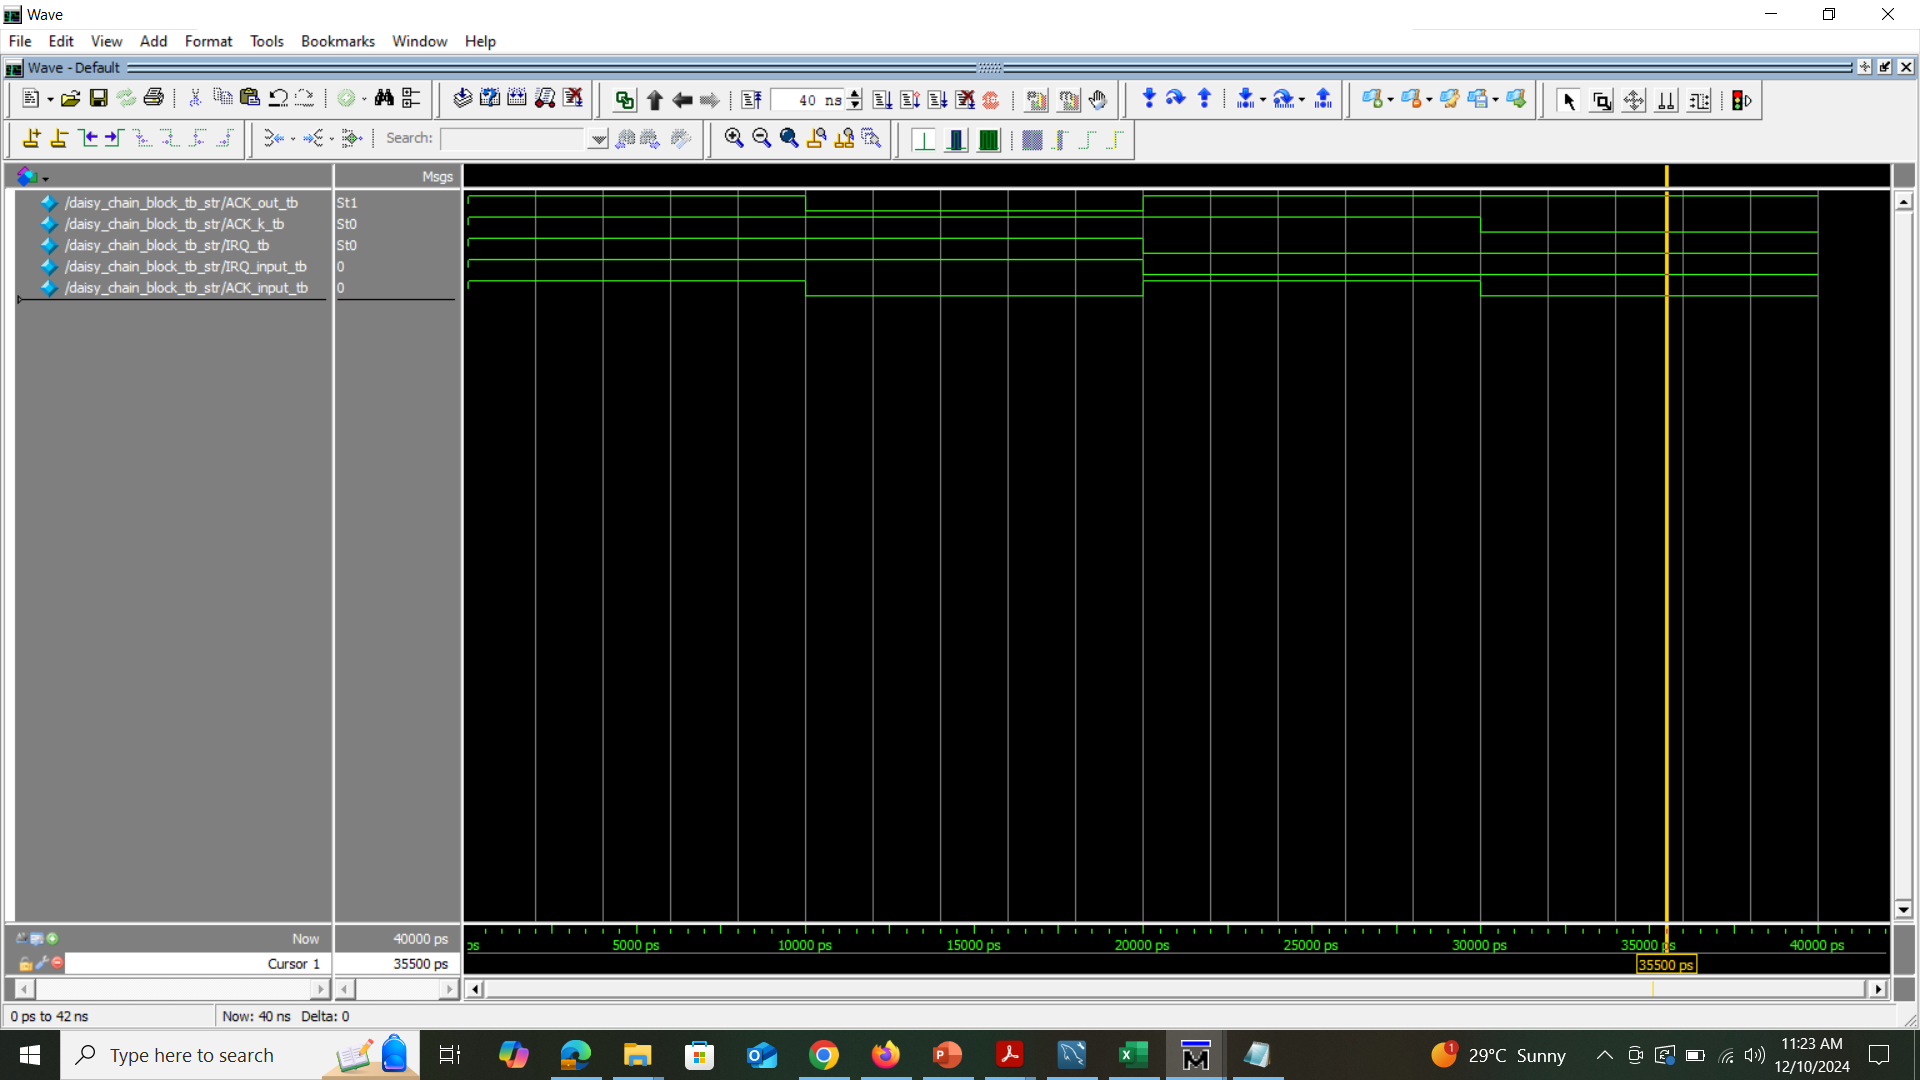 Wave
File Edit View Add Format Tools Bookmarks Window Help
Wave - Default
40 ns
Search:
Msgs
/daisy_chain_block_tb_str/ACK_out_tb St1
/daisy_chain_block_tb_str/ACK_k_tb St0
/daisy_chain_block_tb_str/IRQ_tb St0
/daisy_chain_block_tb_str/IRQ_input_tb 0
/daisy_chain_block_tb_str/ACK_input_tb 0
Now 40000 ps
ps 5000 ps 10000 ps 15000 ps 20000 ps 25000 ps 30000 ps 35000 ps 40000 ps
Cursor 1 35500 ps
35500 ps
0 ps to 42 ns Now: 40 ns Delta: 0
Type here to search
1 29°C Sunny
11:23 AM
12/10/2024